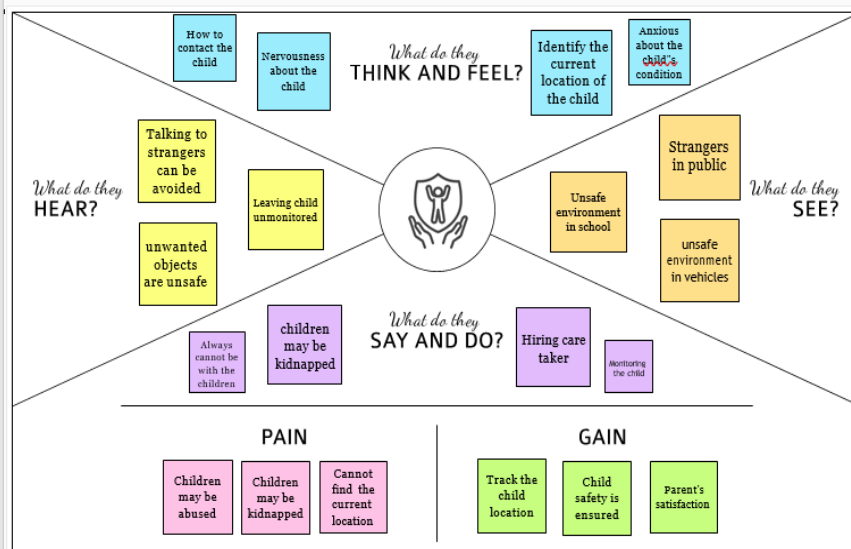 How to
contact the
child
Nervousness
about the
child
What do they
THINK AND FEEL?
Identify the
current
location of
the child
Anxious
about the
child"s
condition
What do they
HEAR?
Talking to
strangers
can be
avoided
Leaving child
unmonitored
unwanted
objects
are unsafe
Unsafe
environment
in school
Strangers
in public
unsafe
environment
in vehicles
What do they
SEE?
What do they
SAY AND DO?
Always
cannot be
with the
children
children
may be
kidnapped
Hiring care
taker
Monitoring
the child
PAIN
Children
may be
abused
Children
may be
kidnapped
Cannot
find the
current
location
GAIN
Track the
child
location
Child
safety is
ensured
Parent's
satisfaction